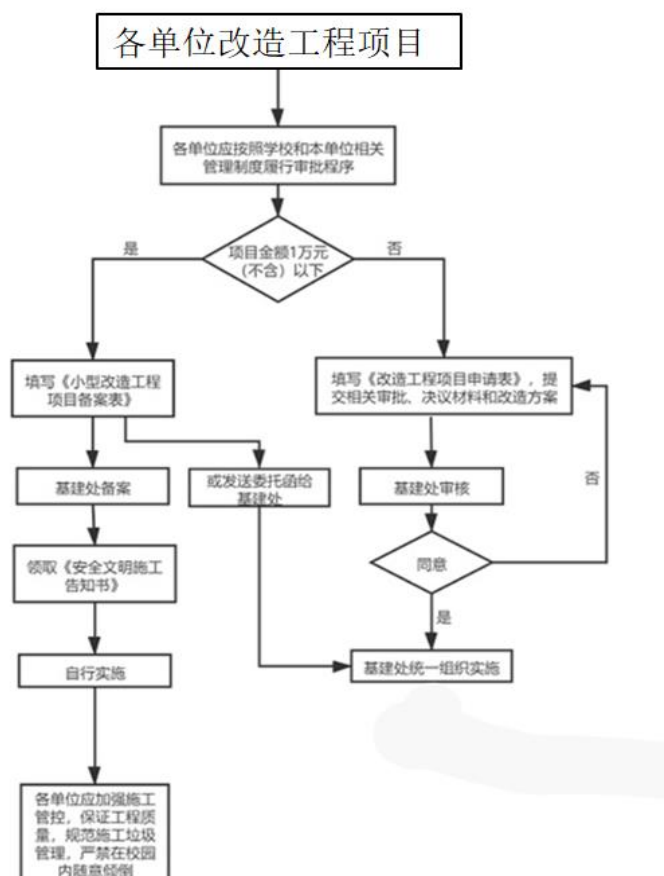 各单位改造工程项目
各单位应按照学校和本单位相关
管理制度履行审批程序
项目金额1万元
（不含）以下
是
否
填写《小型改造工程
项目备案表》
填写《改造工程项目申请表》，提
交相关审批、决议材料和改造方案
基建处备案
或发送委托函给
基建处
基建处审核
否
领取《安全文明施工
告知书》
同意
是
自行实施
基建处统一组织实施
各单位应加强施工
管控，保证工程质
量，规范施工垃圾
管理，严禁在校园
内随意倾倒